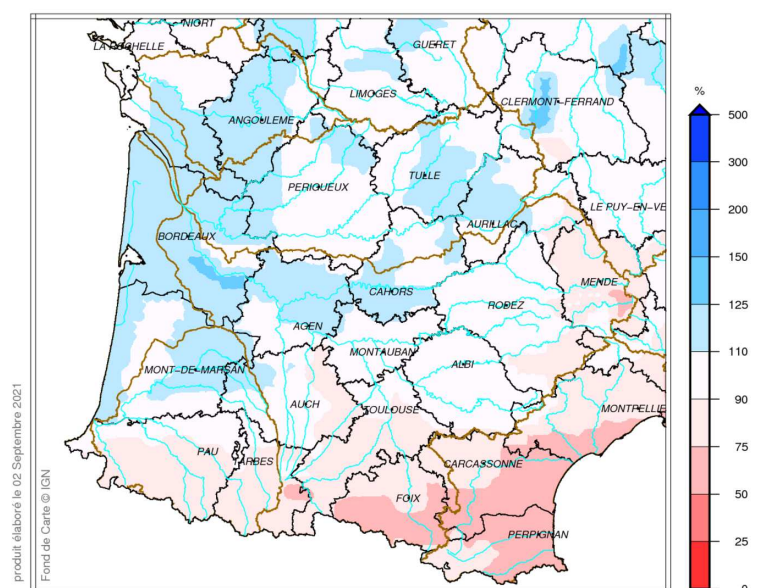 NIORT
LA ROCHELLE
GUERET
LIMOGES
CLERMONT-FERRAND
ANGOULEME
TULLE
PERIGUEUX
LE PUY-EN-VE
AURILLAC
BORDEAUX
MENDE
CAHORS
RODEZ
AGEN
MONTAUBAN
ALBI
MONT-DE-MARSAN
AUCH
TOULOUSE
MONTPELLIE
PAU
TARBES
CARCASSONNE
FOIX
PERPIGNAN
%
500
300
200
150
125
110
90
75
50
25
0
produit élaboré le 02 Septembre 2021
Fond de Carte © IGN